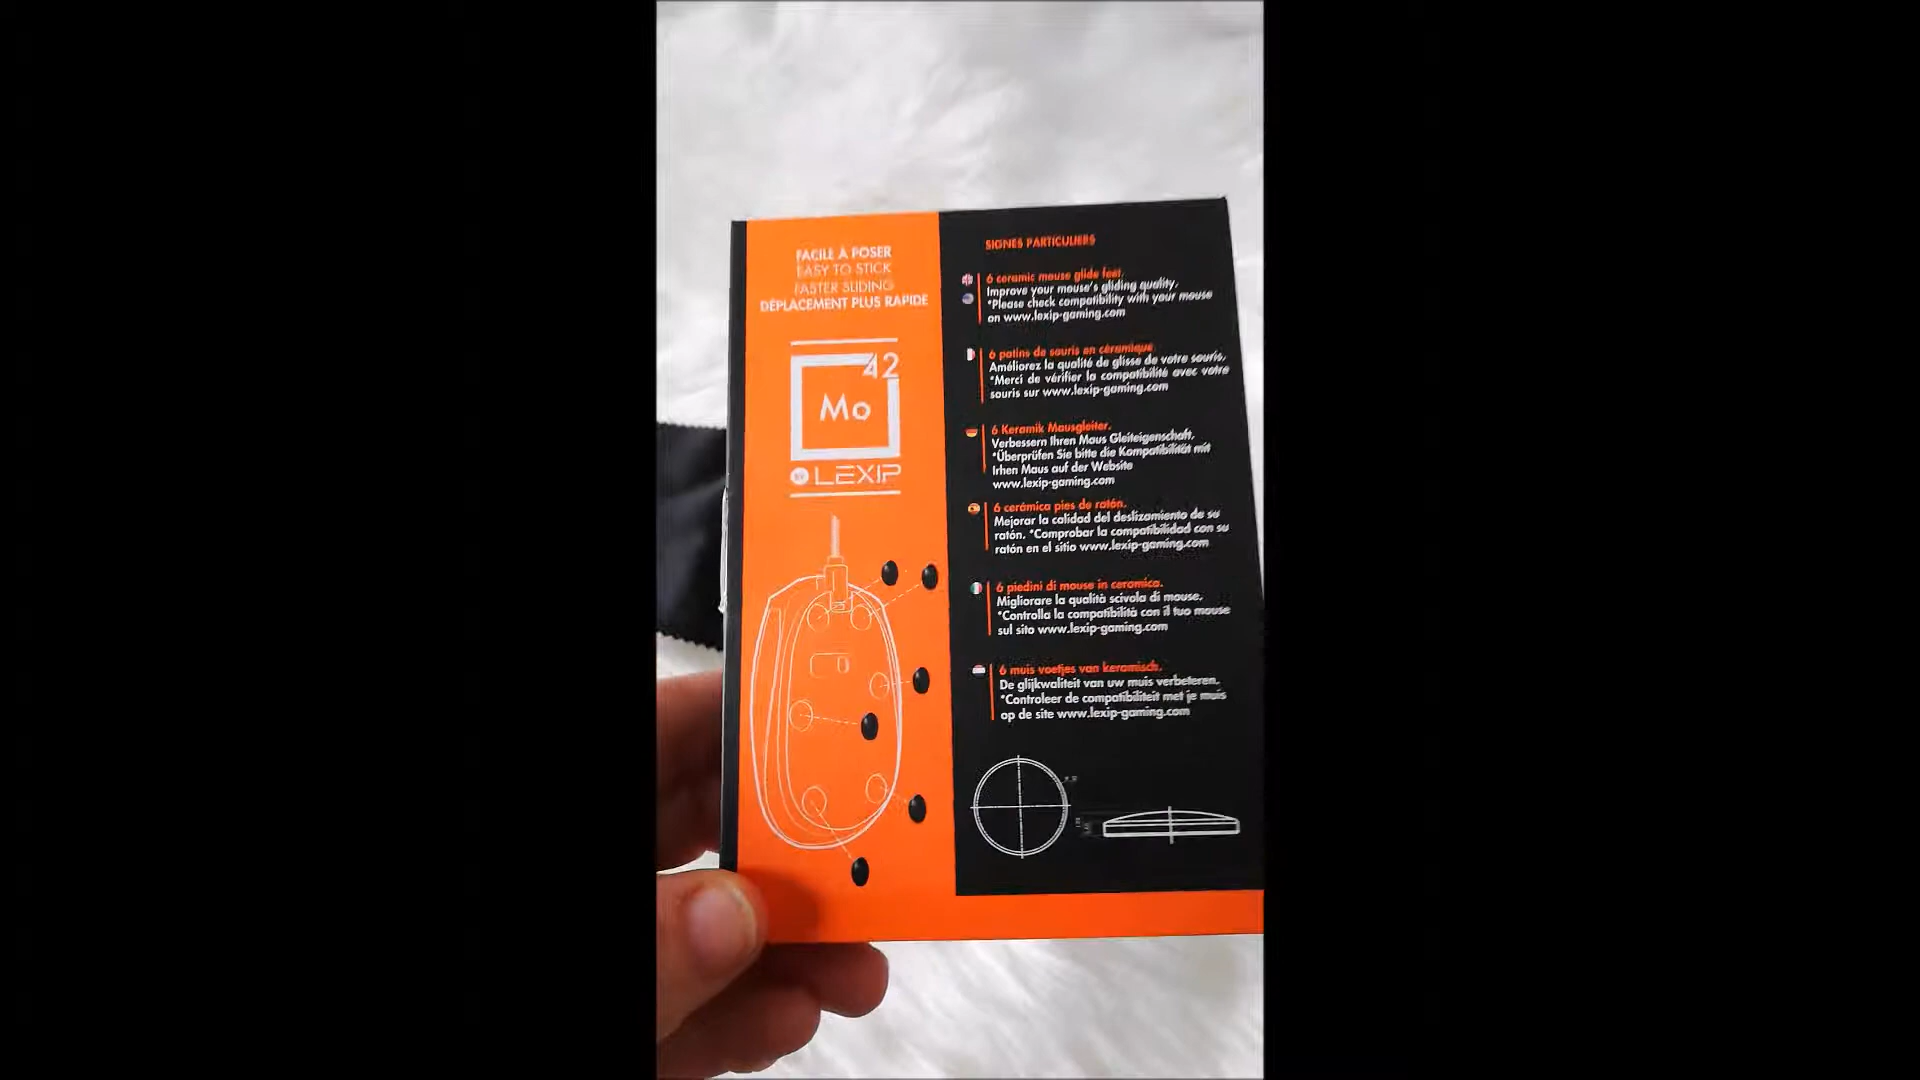 FACILE À POSER
EASY TO STICK
FASTER SLIDING
DÉPLACEMENT PLUS RAPIDE
42
Mo
BY LEXIP
SIGNES PARTICULIERS
6 ceramic mouse glide feet.
Improve your mouse's gliding quality.
*Please check compatibility with your mouse
on www.lexip-gaming.com
6 patins de souris en céramique.
Améliorez la qualité de glisse de votre souris.
*Merci de vérifier la compatibilité avec votre
souris sur www.lexip-gaming.com
6 Keramik Mausgleiter.
Verbessern Ihren Maus Gleiteigenschaft.
*Überprüfen Sie bitte die Kompatibilität mit
Irhen Maus auf der Website
www.lexip-gaming.com
6 cerámica pies de ratón.
Mejorar la calidad del deslizamiento de su
ratón. *Comprobar la compatibilidad con su
ratón en el sitio www.lexip-gaming.com
6 piedini di mouse in ceramica.
Migliorare la qualità scivola di mouse.
*Controlla la compatibilità con il tuo mouse
sul sito www.lexip-gaming.com
6 muis voetjes van keramisch.
De glijkwaliteit van uw muis verbeteren.
*Controleer de compatibiliteit met je muis
op de site www.lexip-gaming.com